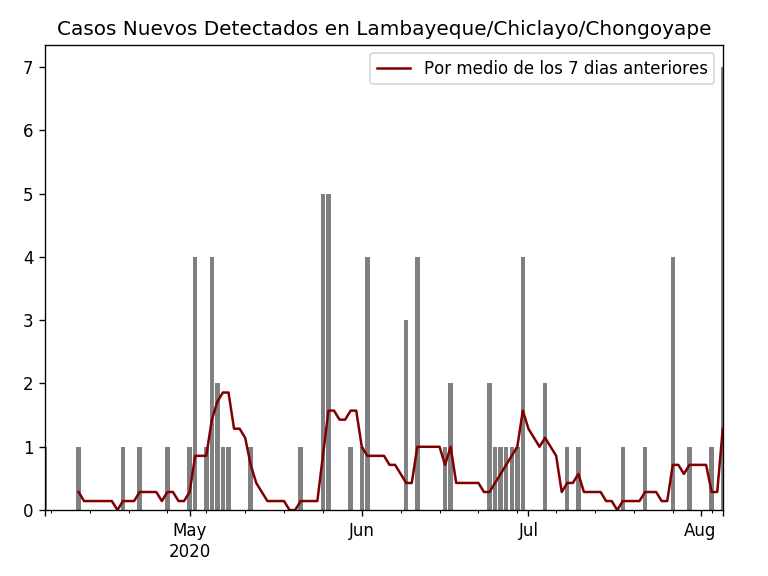 Casos Nuevos Detectados en Lambayeque/Chiclayo/Chongoyape
Por medio de los 7 dias anteriores
7
6
5
4
3
2
1
0
May
2020
Jun
Jul
Aug